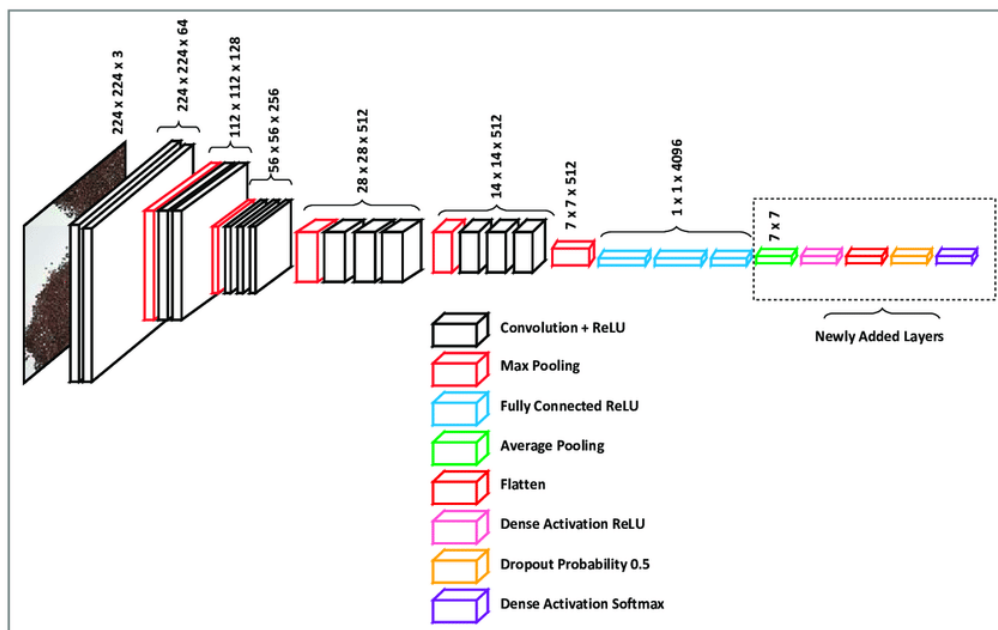 224 x 224 x 3
224 x 224 x 64
112 x 112 x 128
56 x 56 x 256
28 x 28 x 512
14 x 14 x 512
7 x 7 x 512
1 x 1 x 4096
7 x 7
Newly Added Layers
Convolution + ReLU
Max Pooling
Fully Connected ReLU
Average Pooling
Flatten
Dense Activation ReLU
Dropout Probability 0.5
Dense Activation Softmax